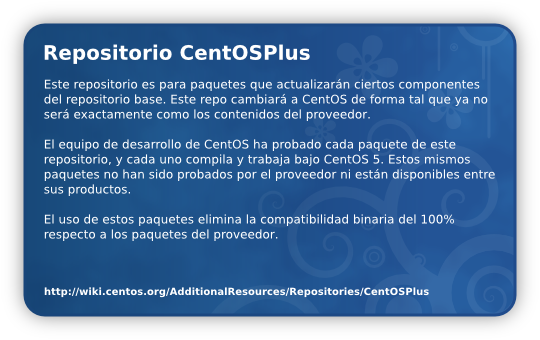 Repositorio CentOSPlus
Este repositorio es para paquetes que actualizarán ciertos componentes
del repositorio base. Este repo cambiará a CentOS de forma tal que ya no
será exactamente como los contenidos del proveedor.
El equipo de desarrollo de CentOS ha probado cada paquete de este
repositorio, y cada uno compila y trabaja bajo CentOS 5. Estos mismos
paquetes no han sido probados por el proveedor ni están disponibles entre
sus productos.
El uso de estos paquetes elimina la compatibilidad binaria del 100%
respecto a los paquetes del proveedor.
http://wiki.centos.org/AdditionalResources/Repositories/CentOSPlus